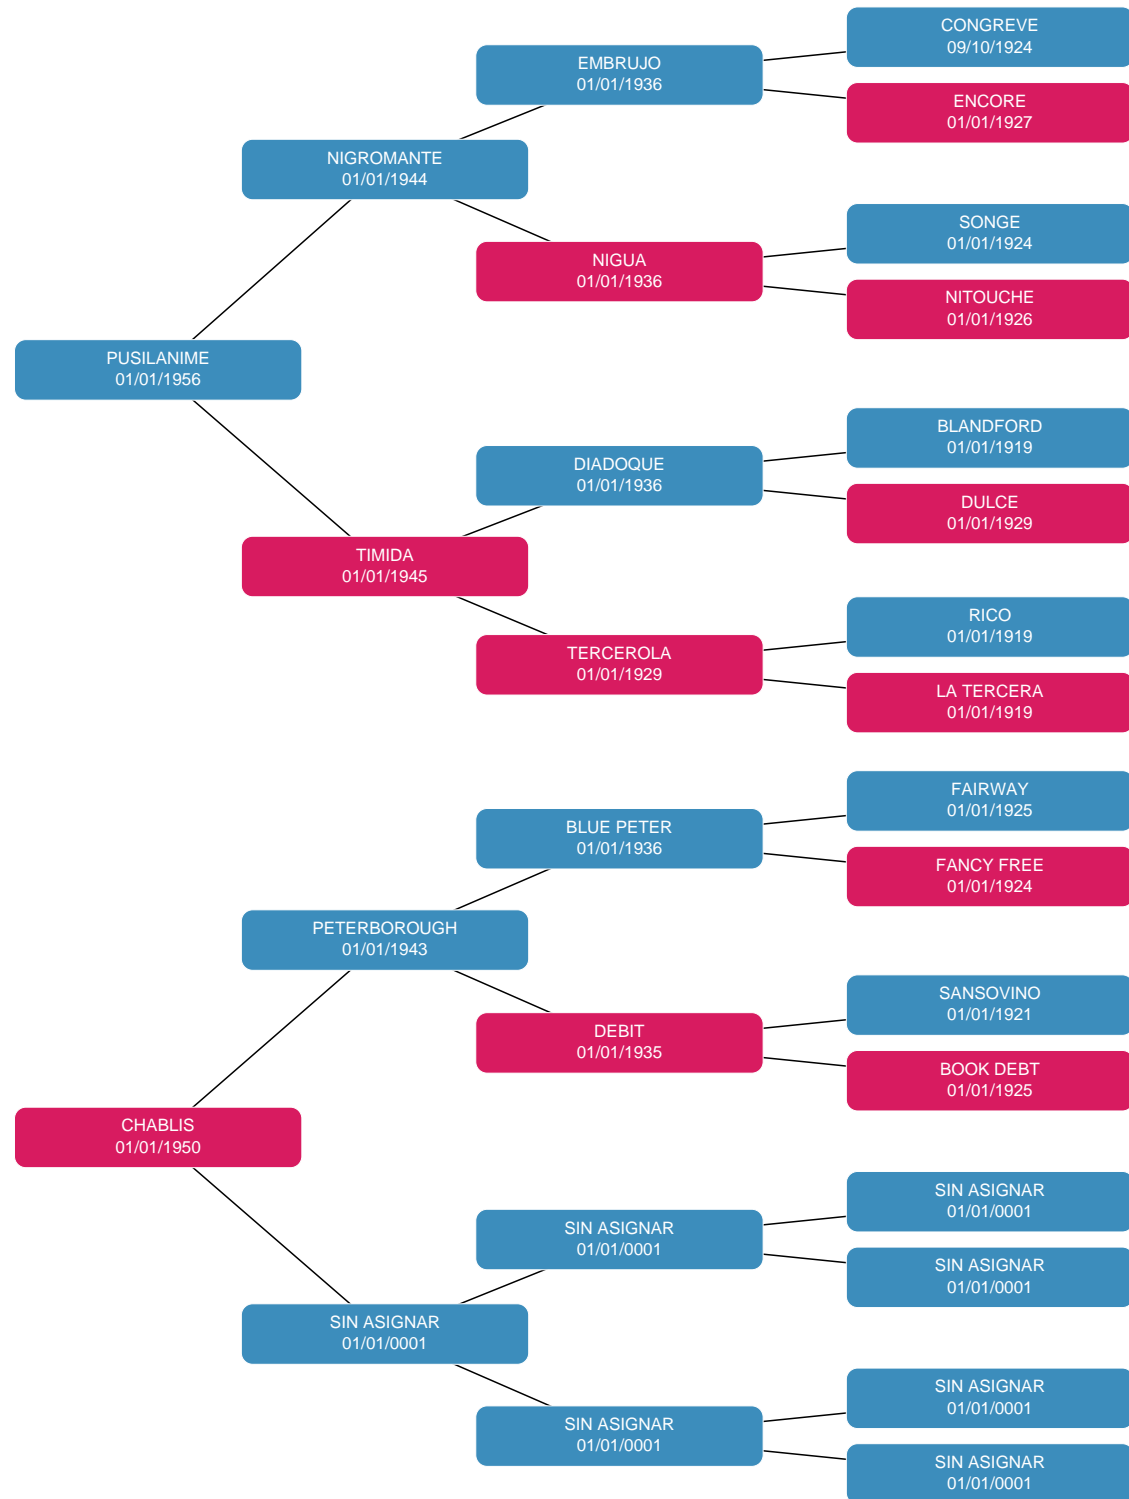 CONGREVE
09/10/1924
EMBRUJO
01/01/1936
ENCORE
01/01/1927
NIGROMANTE
01/01/1944
SONGE
01/01/1924
NIGUA
01/01/1936
NITOUCHE
01/01/1926
PUSILANIME
01/01/1956
BLANDFORD
01/01/1919
DIADOQUE
01/01/1936
DULCE
01/01/1929
TIMIDA
01/01/1945
RICO
01/01/1919
TERCEROLA
01/01/1929
LA TERCERA
01/01/1919
FAIRWAY
01/01/1925
BLUE PETER
01/01/1936
FANCY FREE
01/01/1924
PETERBOROUGH
01/01/1943
SANSOVINO
01/01/1921
DEBIT
01/01/1935
BOOK DEBT
01/01/1925
CHABLIS
01/01/1950
SIN ASIGNAR
01/01/0001
SIN ASIGNAR
01/01/0001
SIN ASIGNAR
01/01/0001
SIN ASIGNAR
01/01/0001
SIN ASIGNAR
01/01/0001
SIN ASIGNAR
01/01/0001
SIN ASIGNAR
01/01/0001